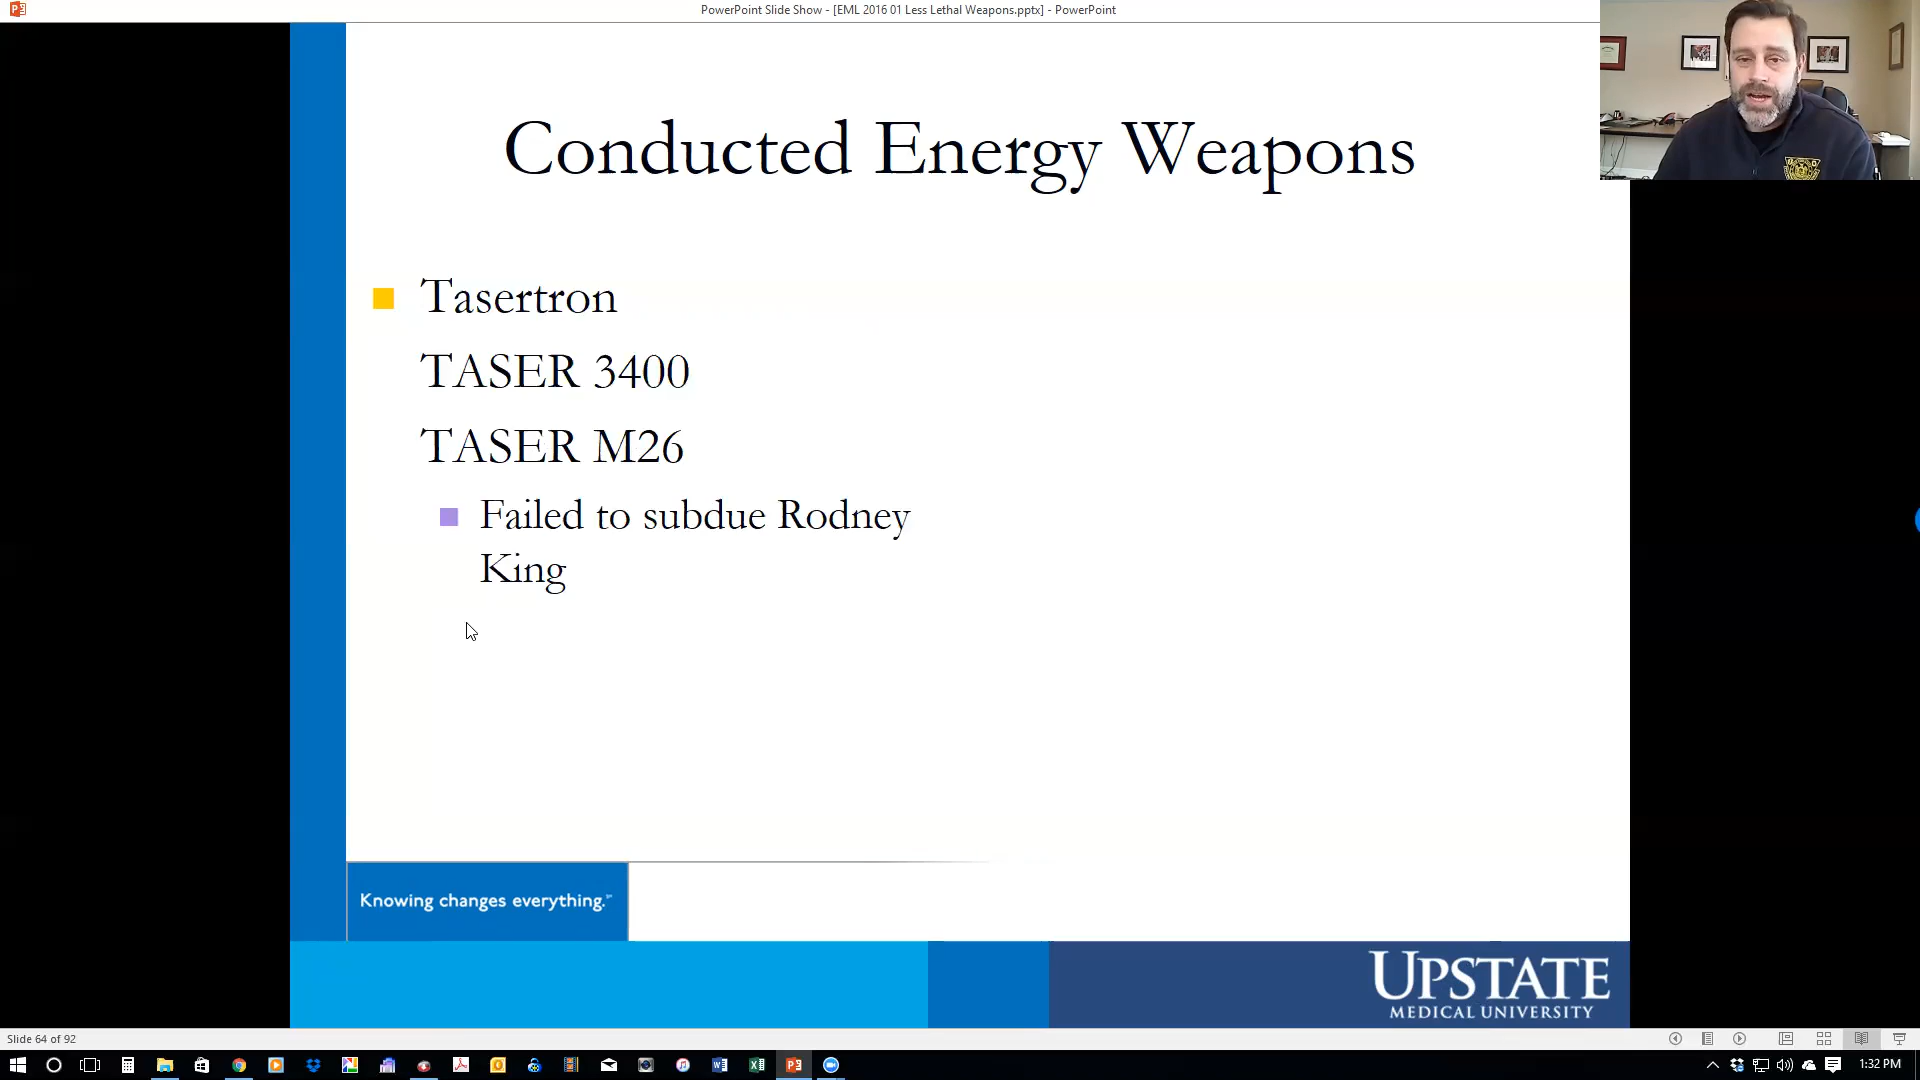 PowerPoint Slide Show - [EML 2016 01 Less Lethal Weapons.pptx] - PowerPoint
Conducted Energy Weapons
Tasertron
TASER 3400
TASER M26
Failed to subdue Rodney
King
Knowing changes everything.
UPSTATE
MEDICAL UNIVERSITY
Slide 64 of 92
1:32 PM